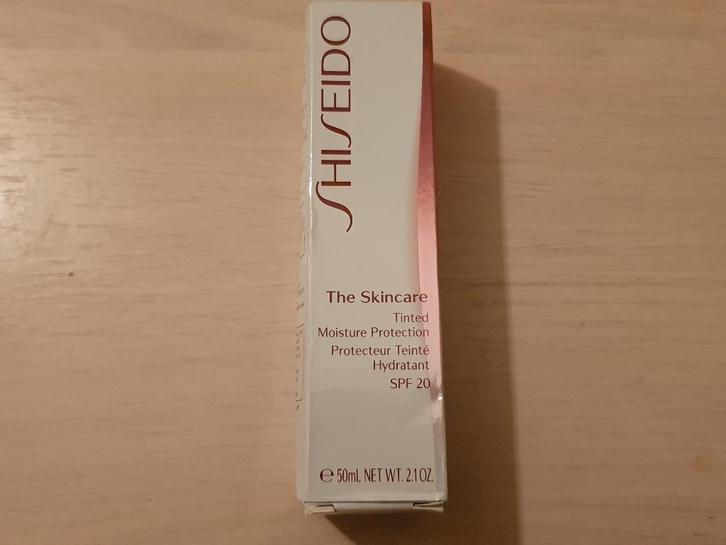 SHISEIDO
The Skincare
Tinted
Moisture Protection
Protecteur Teinté
Hydratant
SPF 20
℮ 50mL NET WT. 2.1 OZ.